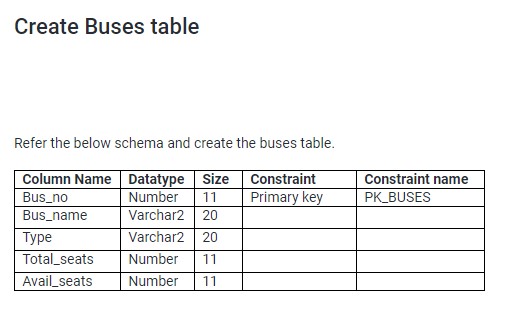 Create Buses table
Refer the below schema and create the buses table.
Column Name Datatype Size Constraint Constraint name
Bus_no Number 11 Primary key PK_BUSES
Bus_name Varchar2 20
Type Varchar2 20
Total_seats Number 11
Avail_seats Number 11